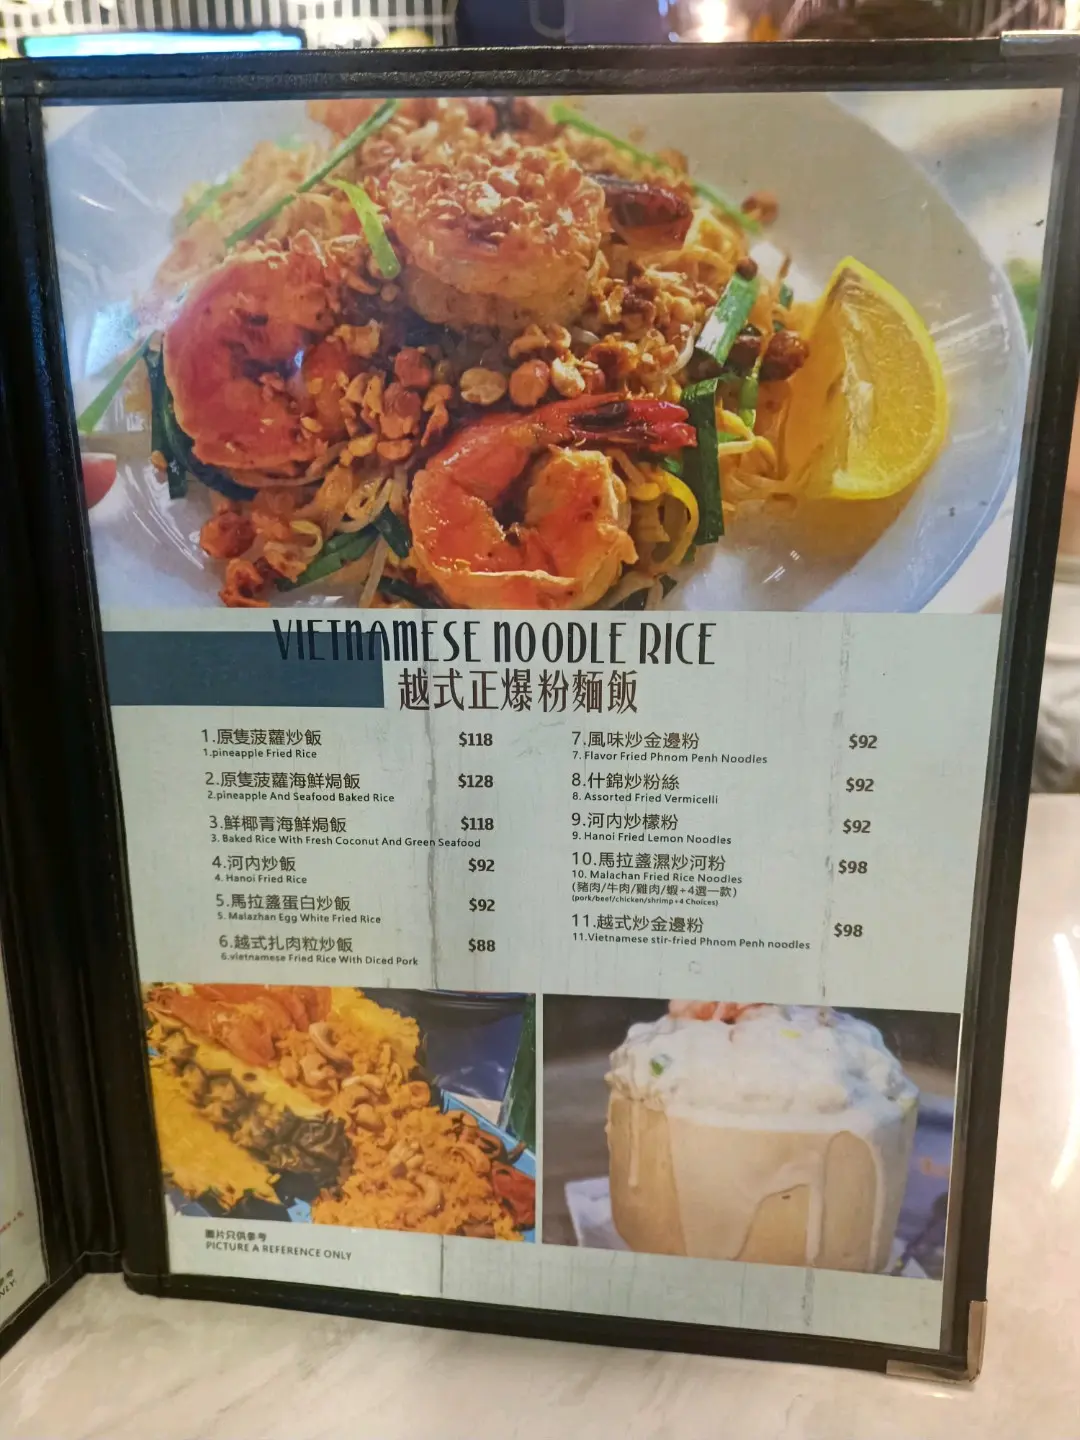 VIETNAMESE NOODLE RICE
越式正爆粉麵飯
1.原隻菠蘿炒飯 $118
1.pineapple Fried Rice
2.原隻菠蘿海鮮焗飯 $128
2.pineapple And Seafood Baked Rice
3.鮮椰青海鮮焗飯 $118
3. Baked Rice With Fresh Coconut And Green Seafood
4.河內炒飯 $92
4. Hanoi Fried Rice
5.馬拉盞蛋白炒飯 $92
5. Malazhan Egg White Fried Rice
6.越式扎肉粒炒飯 $88
6.vietnamese Fried Rice With Diced Pork
7.風味炒金邊粉 $92
7. Flavor Fried Phnom Penh Noodles
8.什錦炒粉絲 $92
8. Assorted Fried Vermicelli
9.河內炒檬粉 $92
9. Hanoi Fried Lemon Noodles
10.馬拉盞濕炒河粉 $98
10. Malachan Fried Rice Noodles
(豬肉/牛肉/雞肉/蝦+4選一款)
(pork/beef/chicken/shrimp+4 Choices)
11.越式炒金邊粉 $98
11.Vietnamese stir-fried Phnom Penh noodles
圖片只供參考
PICTURE A REFERENCE ONLY